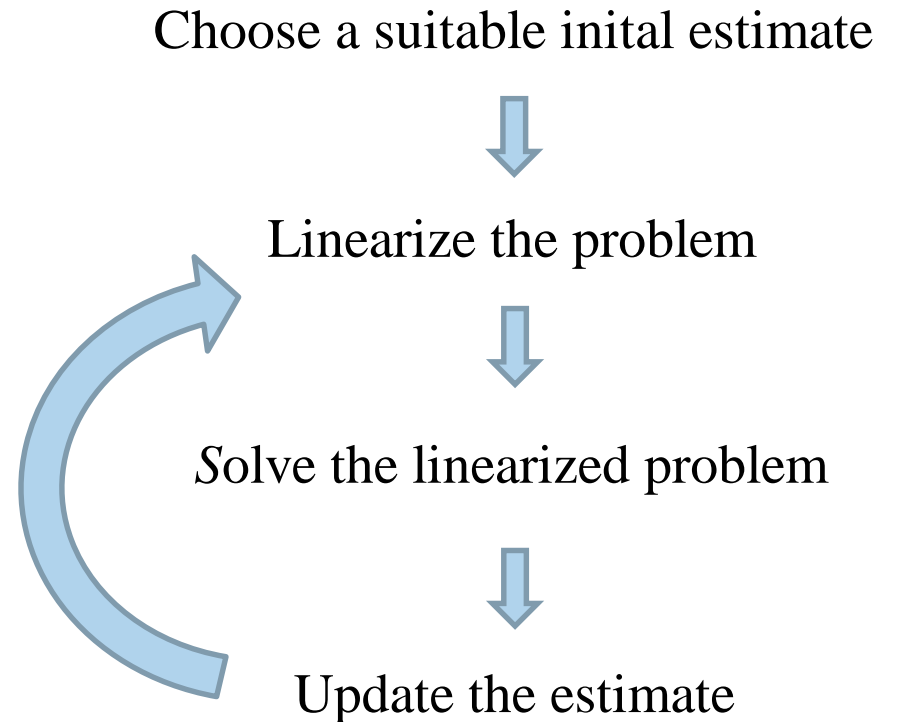 Choose a suitable inital estimate
Linearize the problem
Solve the linearized problem
Update the estimate